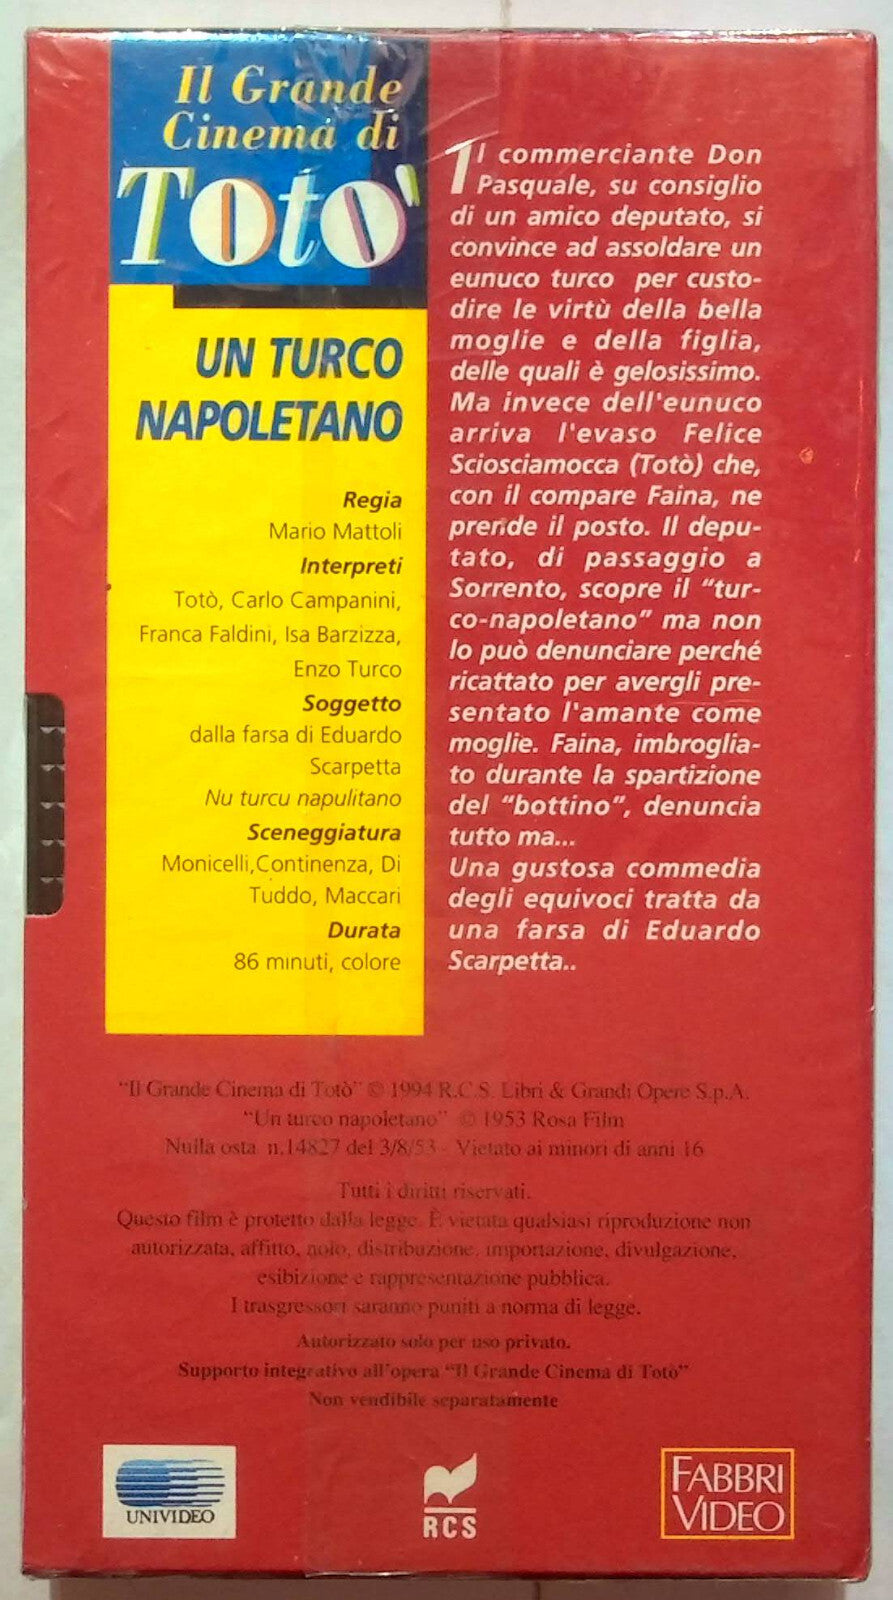 Il Grande
Cinema di
Totò
UN TURCO
NAPOLETANO
Regia
Mario Mattoli
Interpreti
Totò, Carlo Campanini,
Franca Faldini, Isa Barzizza,
Enzo Turco
Soggetto
dalla farsa di Eduardo
Scarpetta
Nu turcu napulitano
Sceneggiatura
Monicelli,Continenza, Di
Tuddo, Maccari
Durata
86 minuti, colore
Il commerciante Don
Pasquale, su consiglio
di un amico deputato, si
convince ad assoldare un
eunuco turco per custo-
dire le virtù della bella
moglie e della figlia,
delle quali è gelosissimo.
Ma invece dell'eunuco
arriva l'evaso Felice
Sciosciamocca (Totò) che,
con il compare Faina, ne
prende il posto. Il depu-
tato, di passaggio a
Sorrento, scopre il "tur-
co-napoletano" ma non
lo può denunciare perché
ricattato per avergli pre-
sentato l'amante come
moglie. Faina, imbroglia-
to durante la spartizione
del "bottino", denuncia
tutto ma...
Una gustosa commedia
degli equivoci tratta da
una farsa di Eduardo
Scarpetta..
"Il Grande Cinema di Totò" © 1994 R.C.S. Libri & Grandi Opere S.p.A.
"Un turco napoletano" © 1953 Rosa Film
Nulla osta n.14827 del 3/8/53 - Vietato ai minori di anni 16
Tutti i diritti riservati.
Questo film è protetto dalla legge. È vietata qualsiasi riproduzione non
autorizzata, affitto, nolo, distribuzione, importazione, divulgazione,
esibizione e rappresentazione pubblica.
I trasgressori saranno puniti a norma di legge.
Autorizzato solo per uso privato.
Supporto integrativo all'opera "Il Grande Cinema di Totò"
Non vendibile separatamente
UNIVIDEO
RCS
FABBRI
VIDEO